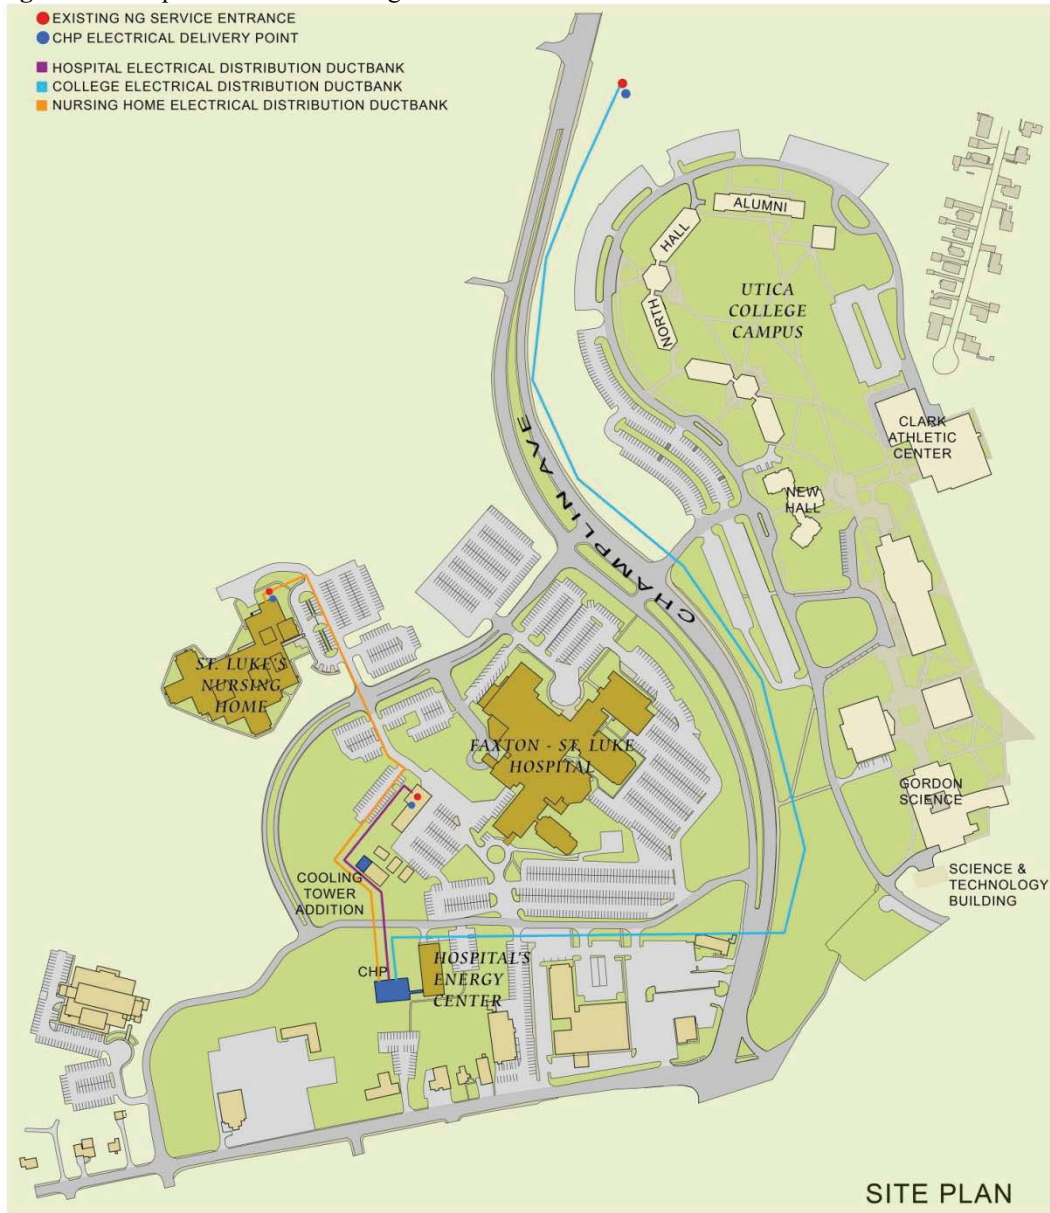 EXISTING NG SERVICE ENTRANCE
CHP ELECTRICAL DELIVERY POINT
HOSPITAL ELECTRICAL DISTRIBUTION DUCTBANK
COLLEGE ELECTRICAL DISTRIBUTION DUCTBANK
NURSING HOME ELECTRICAL DISTRIBUTION DUCTBANK
ALUMNI
HALL
NORTH
UTICA
COLLEGE
CAMPUS
CLARK
ATHLETIC
CENTER
CHAMPLIN AVE
NEW
HALL
ST. LUKE'S
NURSING
HOME
FAXTON - ST. LUKE
HOSPITAL
GORDON
SCIENCE
SCIENCE &
TECHNOLOGY
BUILDING
COOLING
TOWER
ADDITION
CHP
HOSPITAL'S
ENERGY
CENTER
SITE PLAN